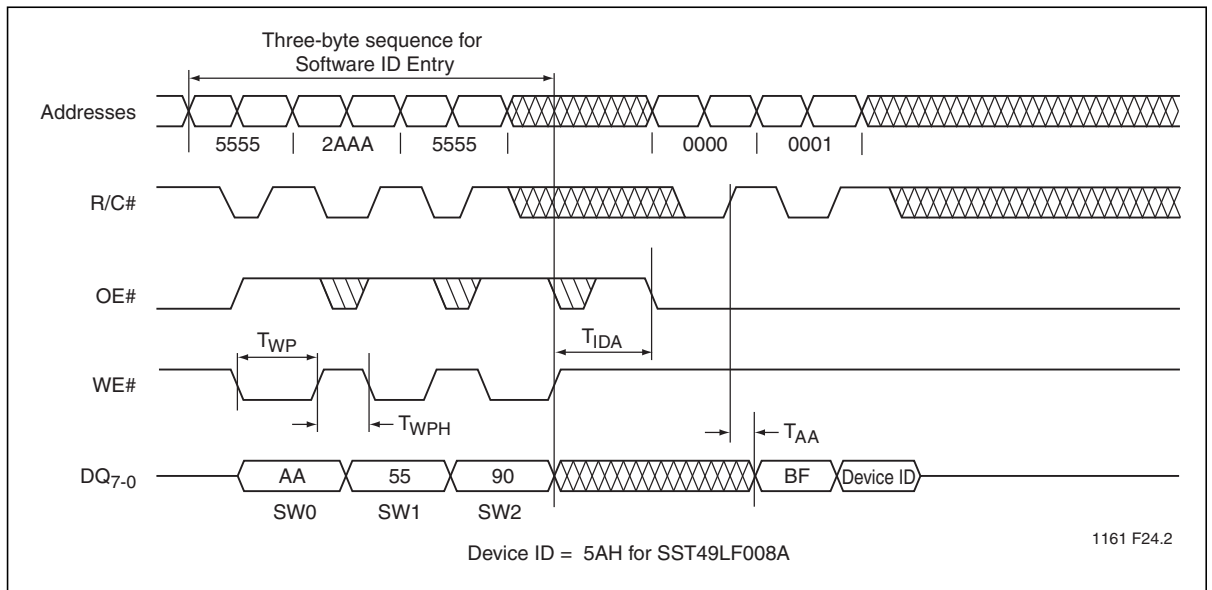 Three-byte sequence for
Software ID Entry
Addresses
5555 2AAA 5555 0000 0001
R/C#
OE#
TWP TIDA
WE#
TWPH TAA
DQ7-0 AA 55 90 BF Device ID
SW0 SW1 SW2
Device ID = 5AH for SST49LF008A
1161 F24.2